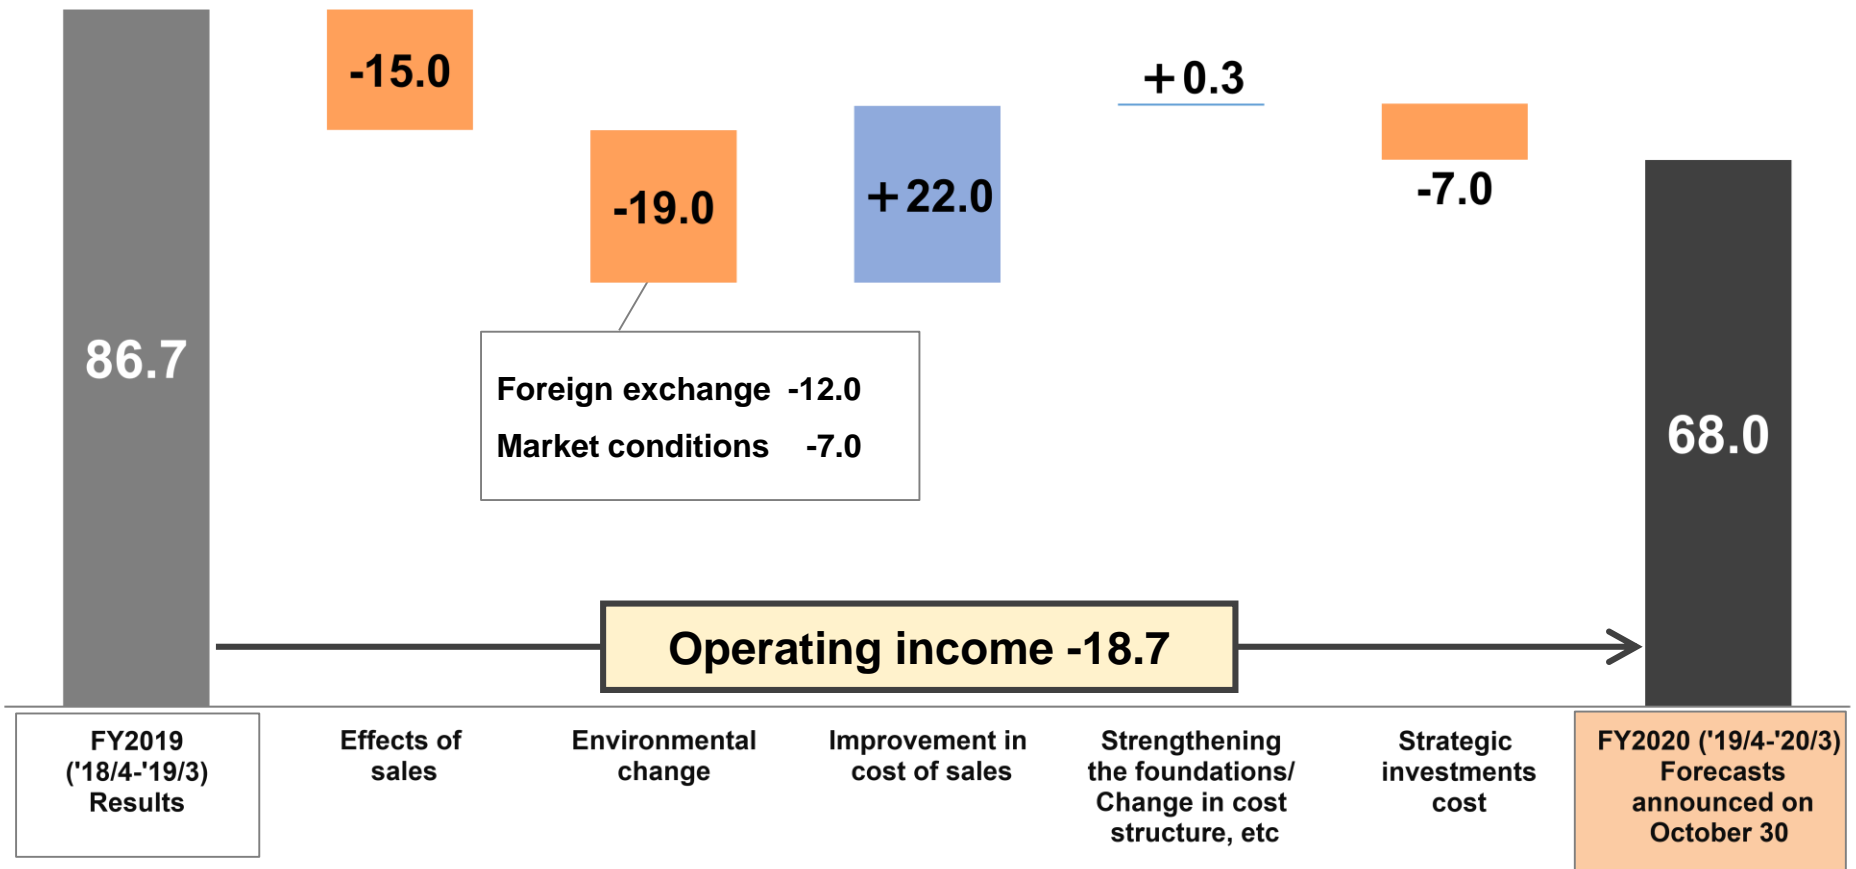 86.7
-15.0
-19.0
+22.0
+0.3
-7.0
68.0
Foreign exchange -12.0
Market conditions -7.0
Operating income -18.7
FY2019
('18/4-'19/3)
Results
Effects of
sales
Environmental
change
Improvement in
cost of sales
Strengthening
the foundations/
Change in cost
structure, etc
Strategic
investments
cost
FY2020 ('19/4-'20/3)
Forecasts
announced on
October 30